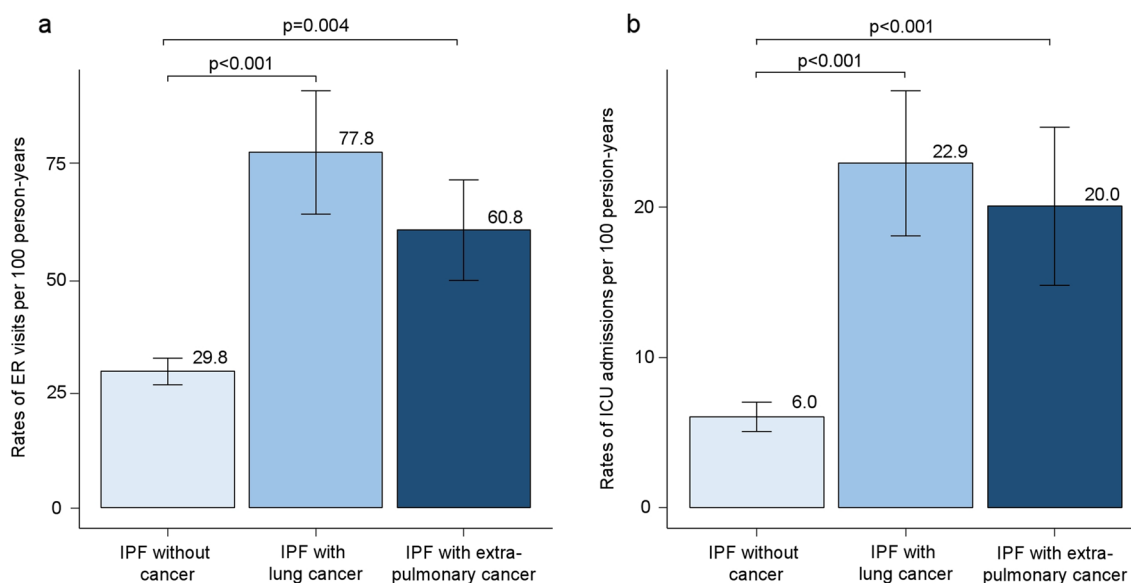 a
p=0.004
p<0.001
Rates of ER visits per 100 person-years
75
50
25
0
77.8
60.8
29.8
IPF without
cancer
IPF with
lung cancer
IPF with extra-
pulmonary cancer
b
p<0.001
p<0.001
Rates of ICU admissions per 100 persion-years
20
10
0
22.9
20.0
6.0
IPF without
cancer
IPF with
lung cancer
IPF with extra-
pulmonary cancer